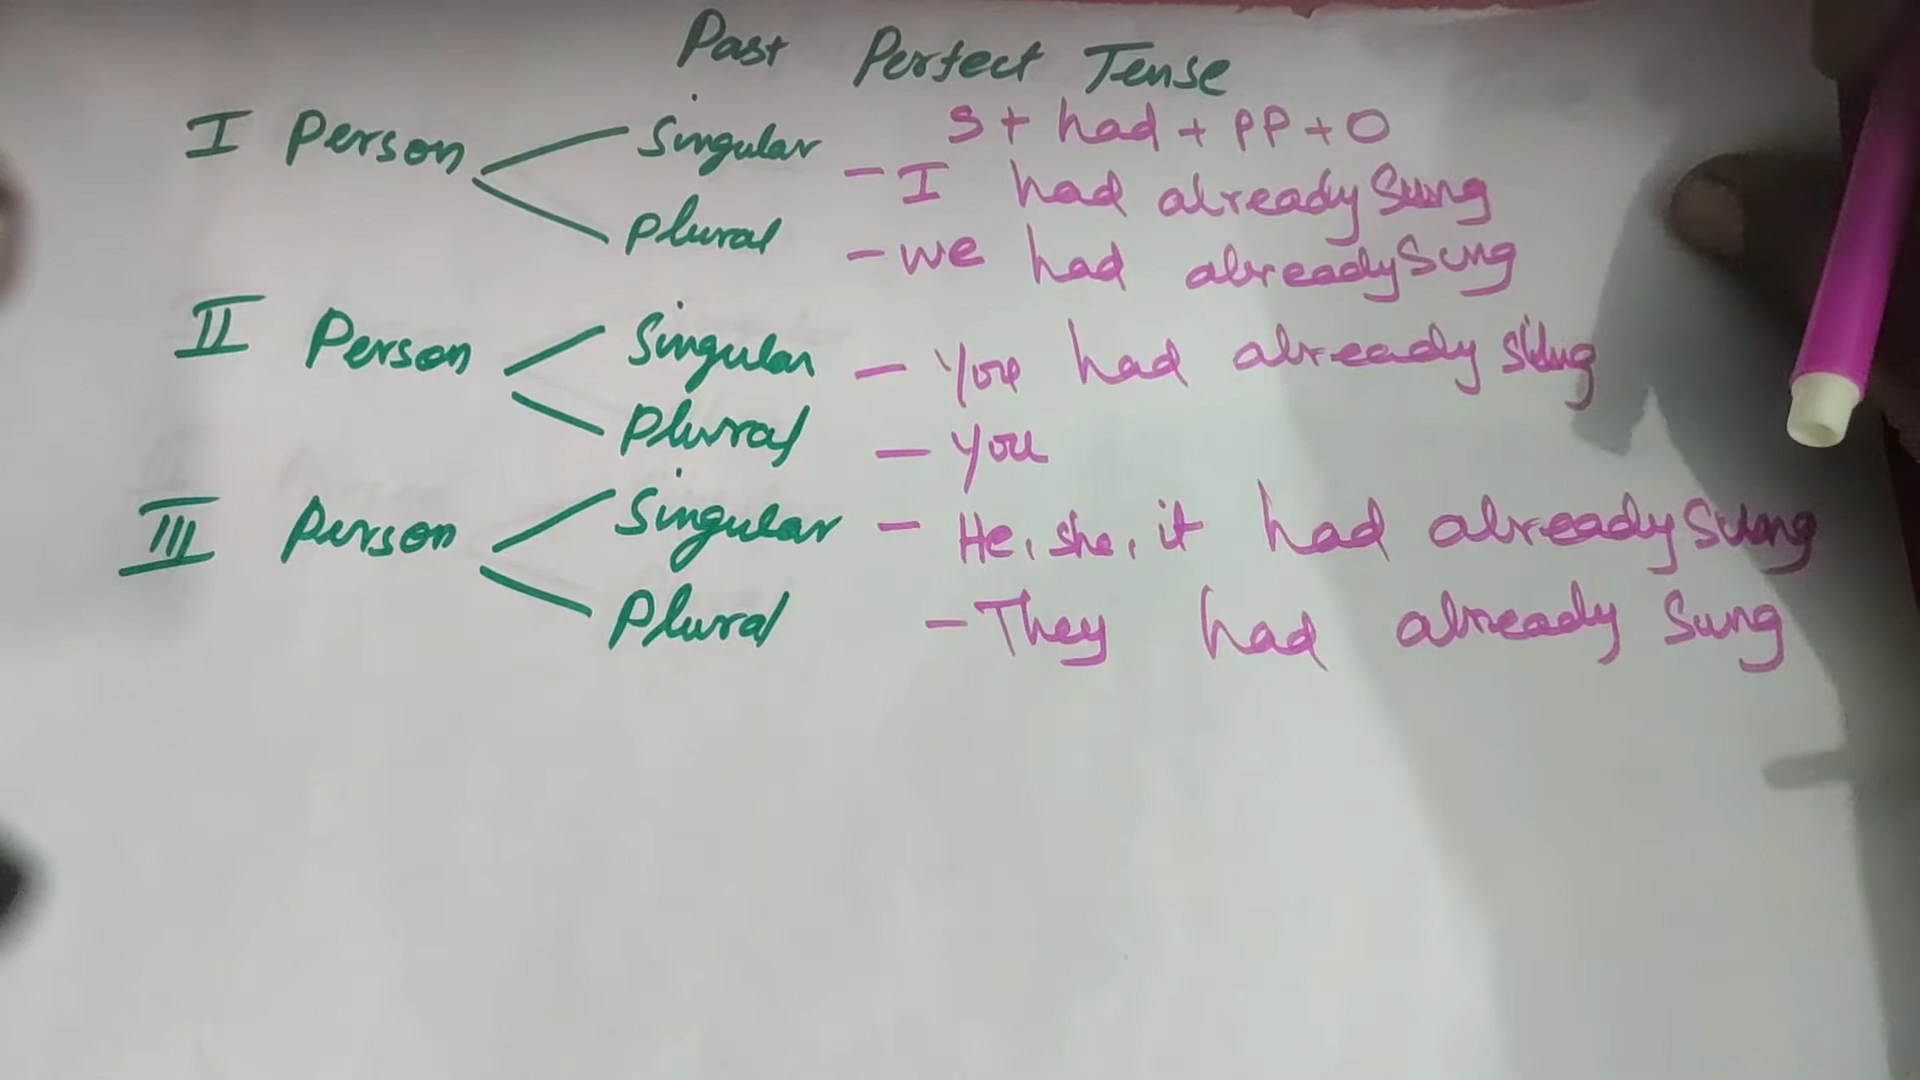 Past Perfect Tense
S + had + PP + O
I Person Singular - I had already Sung
Plural - we had already Sung
II Person Singular - You had already sung
Plural - you
III Person Singular - He, she, it had already Sung
Plural - They had already Sung